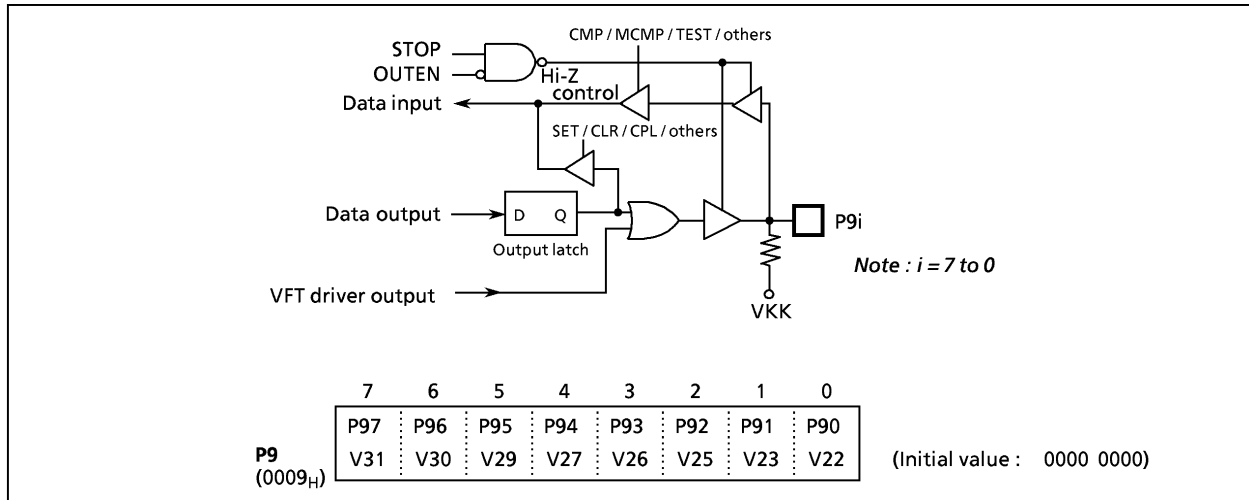 CMP / MCMP / TEST / others
STOP
OUTEN
Hi-Z
control
Data input
SET / CLR / CPL / others
Data output
D Q
P9i
Output latch
Note : i = 7 to 0
VFT driver output
VKK
7 6 5 4 3 2 1 0
P97 P96 P95 P94 P93 P92 P91 P90
P9
V31 V30 V29 V27 V26 V25 V23 V22
(Initial value : 0000 0000)
(0009H)